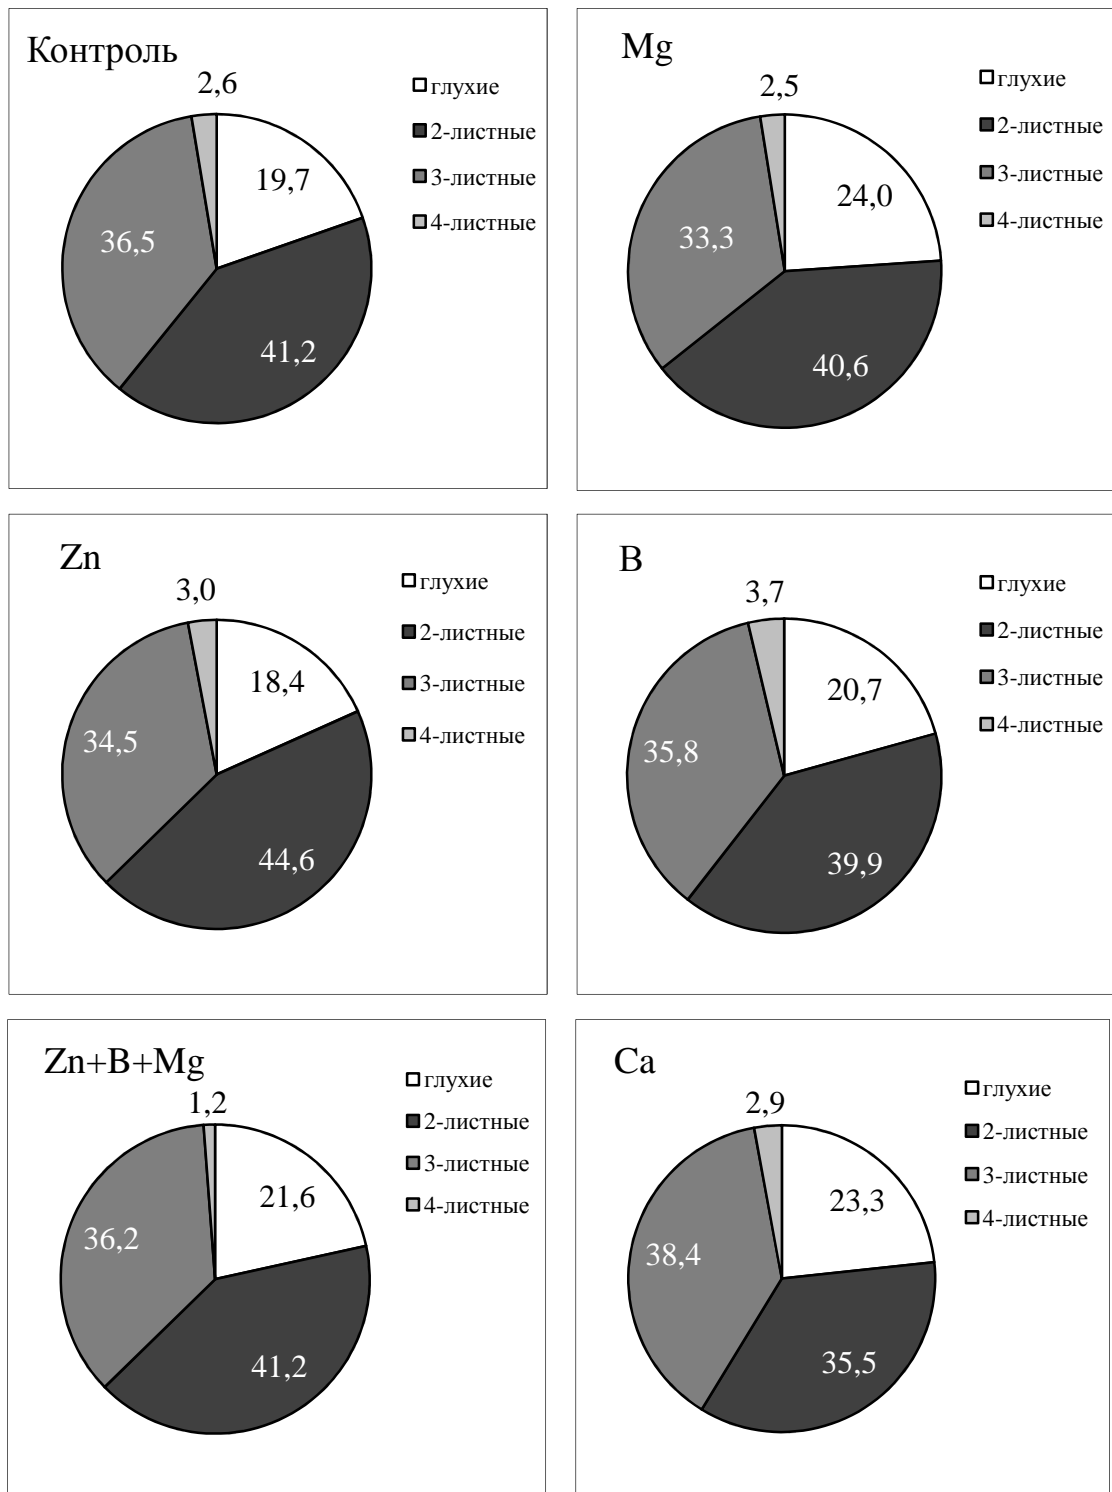 Контроль
2,6
19,7
36,5
41,2
глухие
2-листные
3-листные
4-листные
Mg
2,5
24,0
33,3
40,6
глухие
2-листные
3-листные
4-листные
Zn
3,0
18,4
34,5
44,6
глухие
2-листные
3-листные
4-листные
B
3,7
20,7
35,8
39,9
глухие
2-листные
3-листные
4-листные
Zn+B+Mg
1,2
21,6
36,2
41,2
глухие
2-листные
3-листные
4-листные
Ca
2,9
23,3
38,4
35,5
глухие
2-листные
3-листные
4-листные